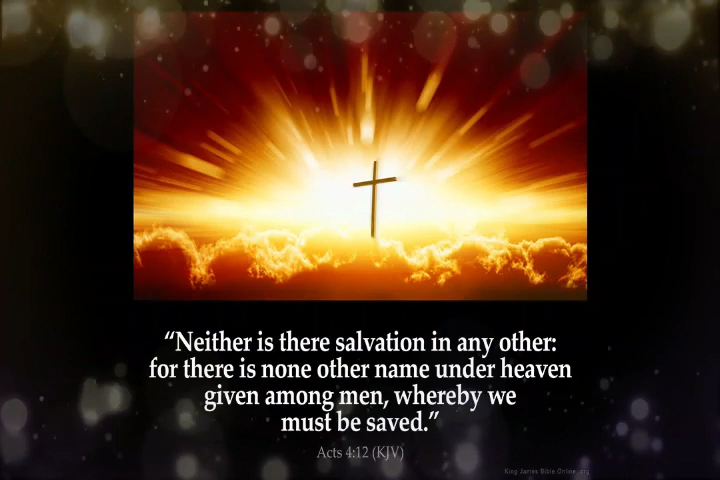 “Neither is there salvation in any other:
for there is none other name under heaven
given among men, whereby we
must be saved.”
Acts 4:12 (KJV)
King James Bible Online .org